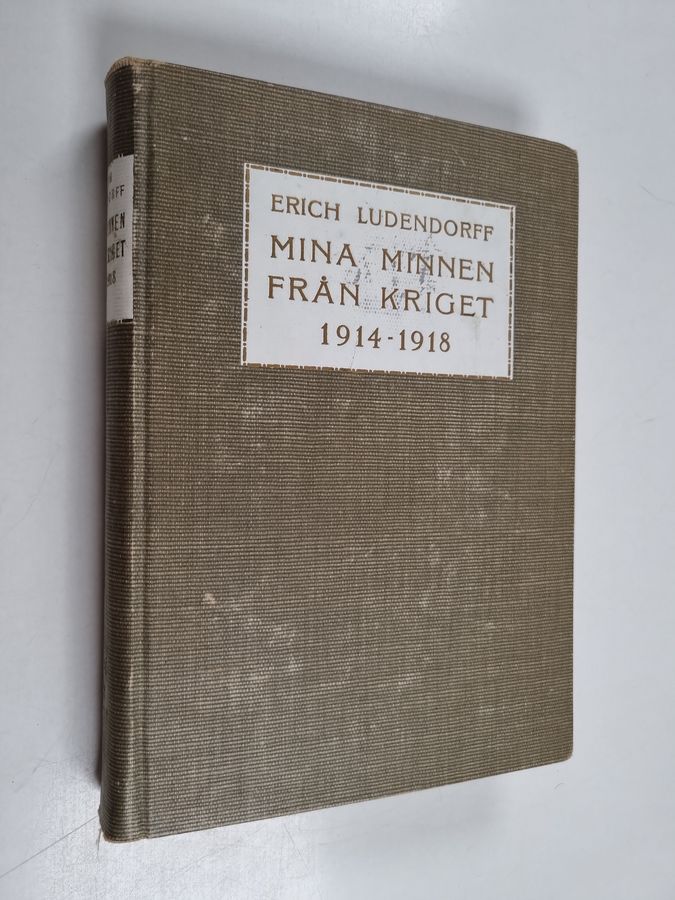 ERICH LUDENDORFF
MINA MINNEN
FRÅN KRIGET
1914-1918